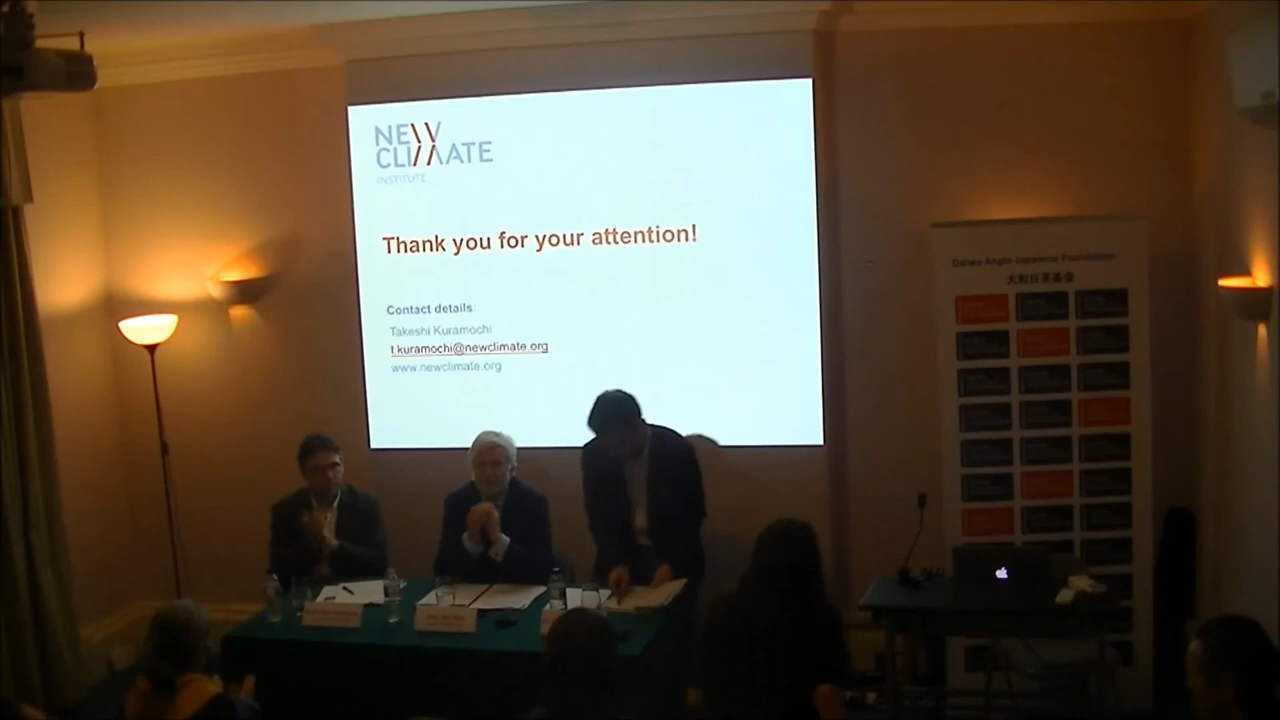 NEW
CLIMATE
INSTITUTE
Thank you for your attention!
Contact details:
Takeshi Kuramochi
t.kuramochi@newclimate.org
www.newclimate.org
Daiwa Anglo-Japanese Foundation
大和日英基金